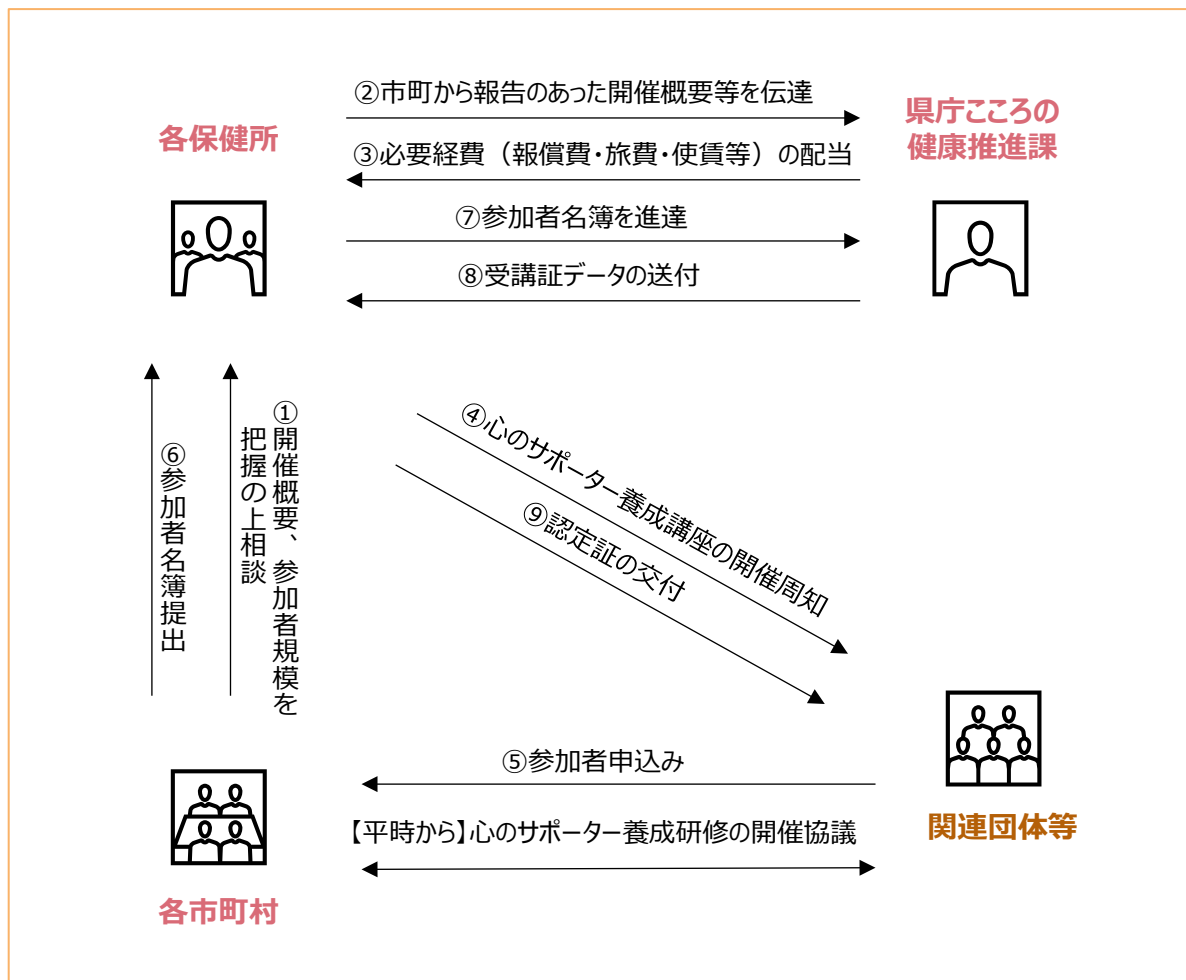 ②市町から報告のあった開催概要等を伝達
各保健所
県庁こころの
健康推進課
③必要経費（報償費・旅費・使賃等）の配当
⑦参加者名簿を進達
⑧受講証データの送付
①開催概要、参加者規模を
把握の上相談
⑥参加者名簿提出
④心のサポーター養成講座の開催周知
⑨認定証の交付
⑤参加者申込み
【平時から】心のサポーター養成研修の開催協議
関連団体等
各市町村